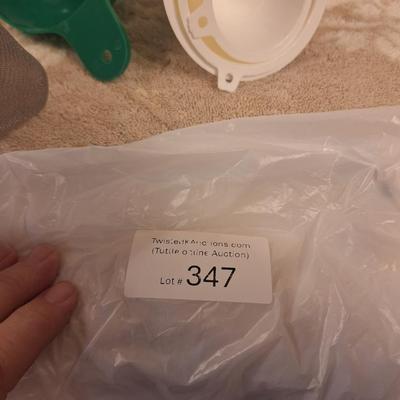 TwistedKAuctions.com
(Tuttle online Auction)
Lot # 347